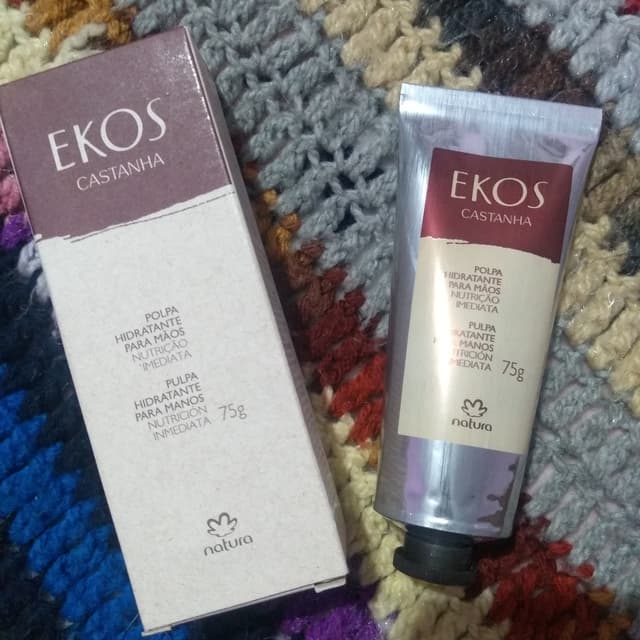 EKOS
CASTANHA
POLPA
HIDRATANTE
PARA MÃOS
NUTRIÇÃO
IMEDIATA
PULPA
HIDRATANTE
PARA MANOS
NUTRICIÓN
INMEDIATA 75g
natura
EKOS
CASTANHA
POLPA
HIDRATANTE
PARA MÃOS
NUTRIÇÃO
IMEDIATA
PULPA
HIDRATANTE
PARA MANOS
NUTRICIÓN
INMEDIATA 75g
natura